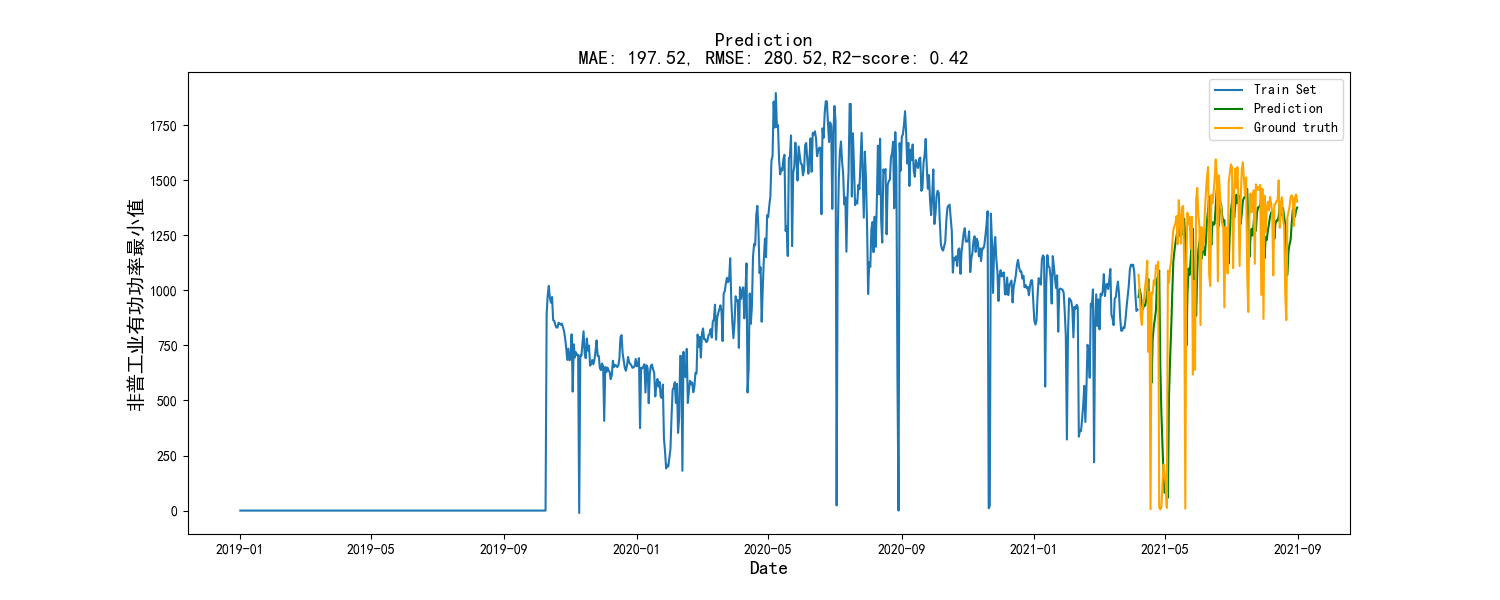 Prediction
MAE: 197.52, RMSE: 280.52,R2-score: 0.42
Train Set
Prediction
Ground truth
非普工业有功功率最小值
1750
1500
1250
1000
750
500
250
0
2019-01 2019-05 2019-09 2020-01 2020-05 2020-09 2021-01 2021-05 2021-09
Date